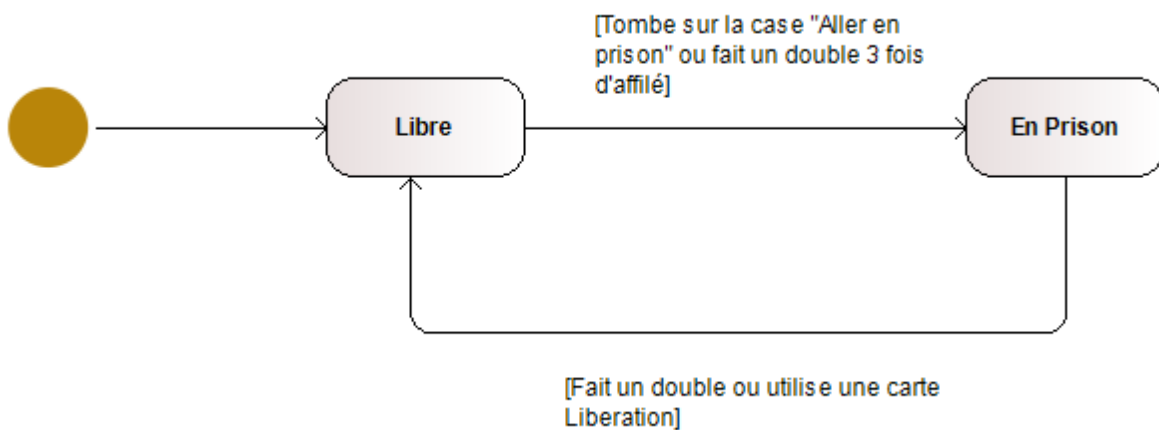 [Tombe sur la case "Aller en
prison" ou fait un double 3 fois
d'affilé]
Libre
En Prison
[Fait un double ou utilise une carte
Liberation]